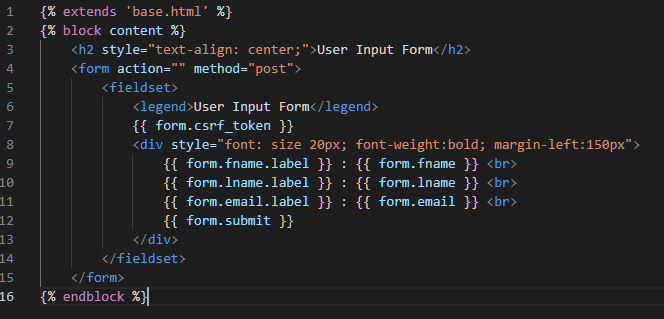 1 {% extends 'base.html' %}
2 {% block content %}
3 <h2 style="text-align: center;">User Input Form</h2>
4 <form action="" method="post">
5 <fieldset>
6 <legend>User Input Form</legend>
7 {{ form.csrf_token }}
8 <div style="font: size 20px; font-weight:bold; margin-left:150px">
9 {{ form.fname.label }} : {{ form.fname }} <br>
10 {{ form.lname.label }} : {{ form.lname }} <br>
11 {{ form.email.label }} : {{ form.email }} <br>
12 {{ form.submit }}
13 </div>
14 </fieldset>
15 </form>
16 {% endblock %}